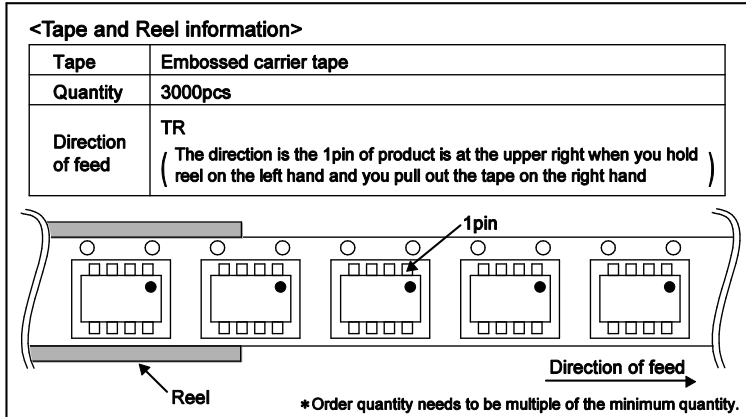 <Tape and Reel information>
Tape Embossed carrier tape
Quantity 3000pcs
Direction of feed TR
( The direction is the 1pin of product is at the upper right when you hold
reel on the left hand and you pull out the tape on the right hand )
1pin
Direction of feed
Reel
*Order quantity needs to be multiple of the minimum quantity.